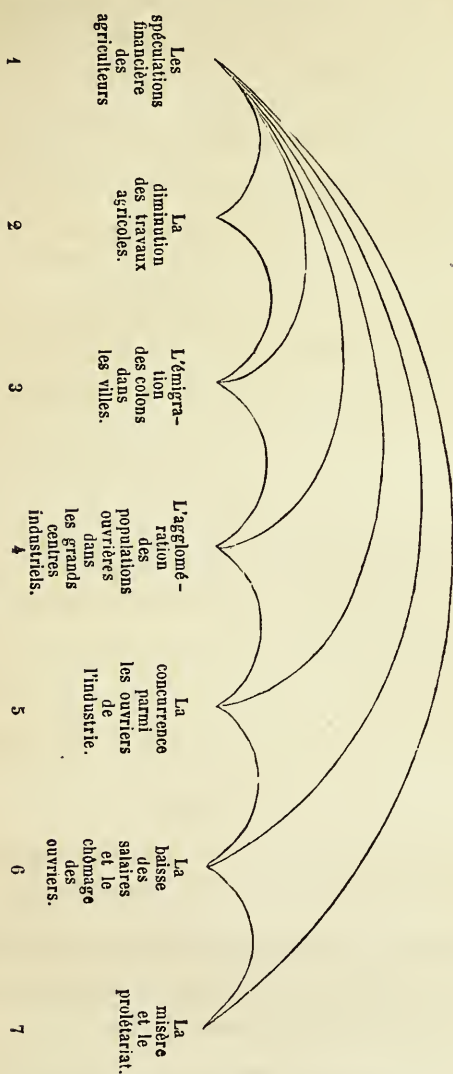 Les
spéculations
financière
des
agriculteurs
1
La
diminution
des travaux
agricoles.
2
L'émigra-
tion
des colons
dans
les villes.
3
L'agglomé-
ration
des
populations
ouvrières
dans
les grands
centres
industriels.
4
La
concurrence
parmi
les ouvriers
de
l'industrie.
5
La
baisse
des
salaires
et le
chômage
des
ouvriers.
6
La
misère
et le
prolétariat.
7